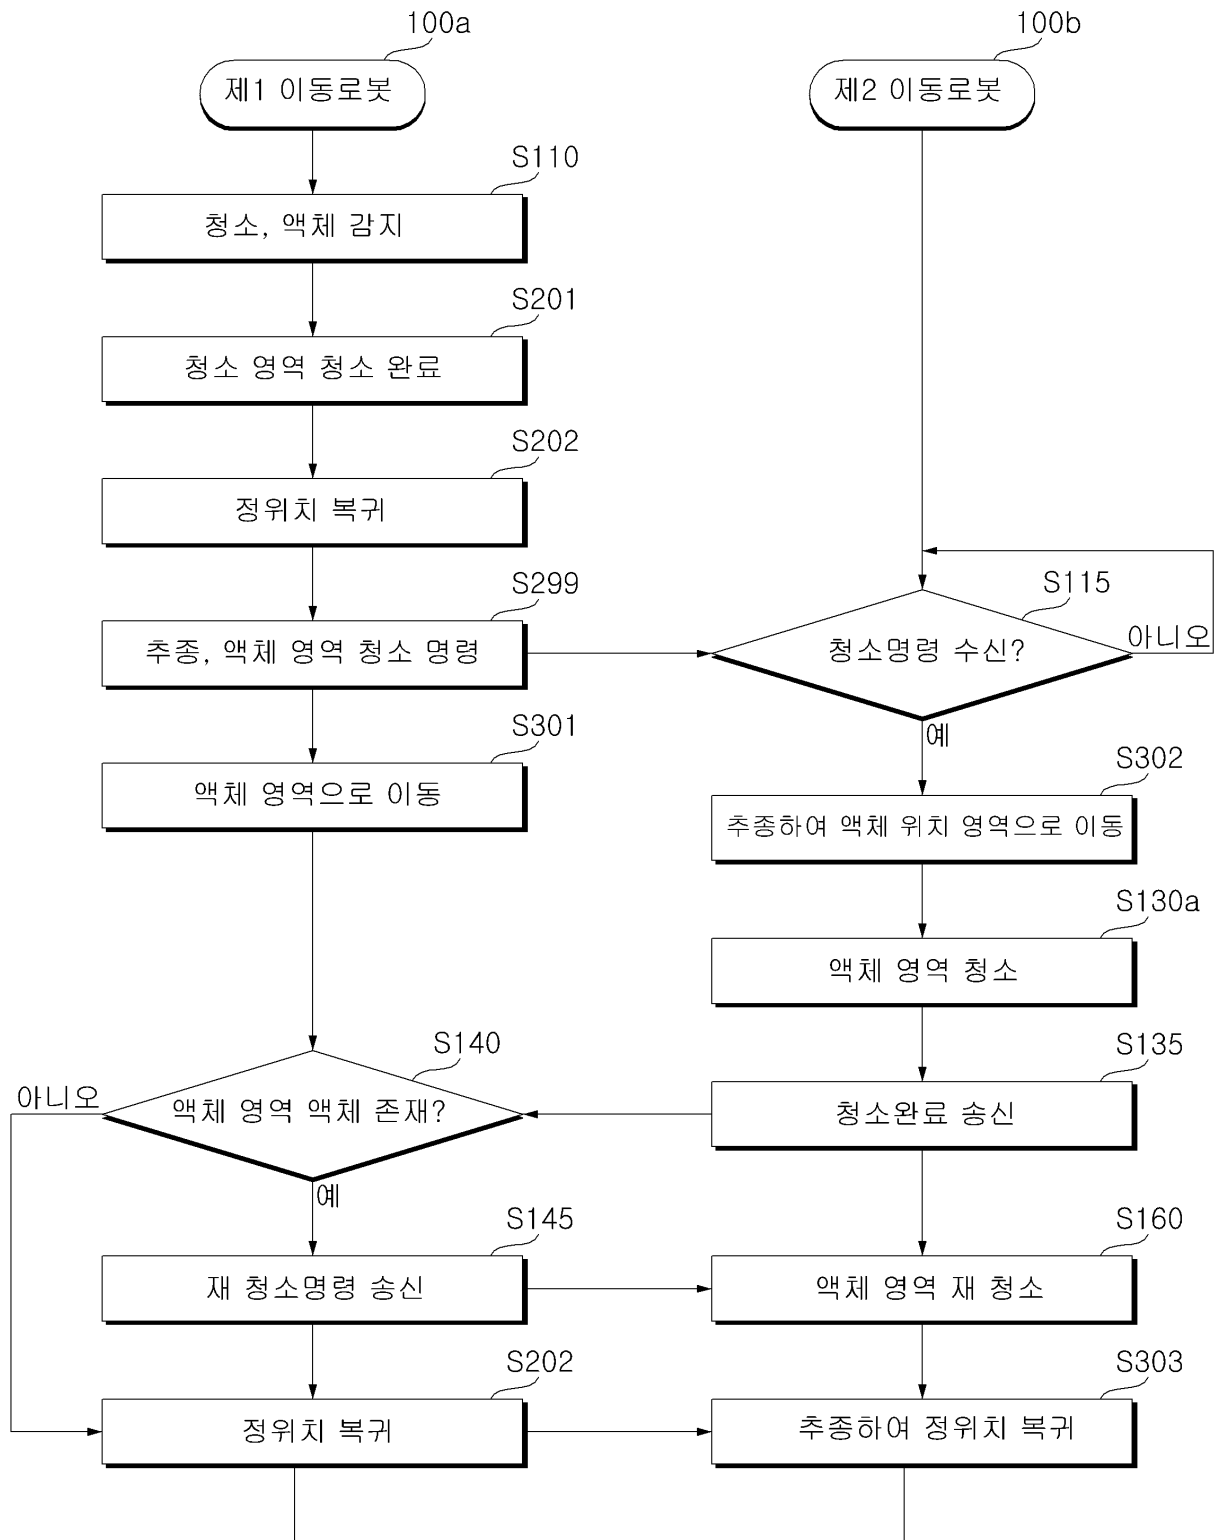 100a
제1 이동로봇
100b
제2 이동로봇
S110
청소, 액체 감지
S201
청소 영역 청소 완료
S202
정위치 복귀
S299
추종, 액체 영역 청소 명령
S115
청소명령 수신?
아니오
예
S301
액체 영역으로 이동
S302
추종하여 액체 위치 영역으로 이동
S130a
액체 영역 청소
S140
아니오
액체 영역 액체 존재?
예
S135
청소완료 송신
S145
재 청소명령 송신
S160
액체 영역 재 청소
S202
정위치 복귀
S303
추종하여 정위치 복귀